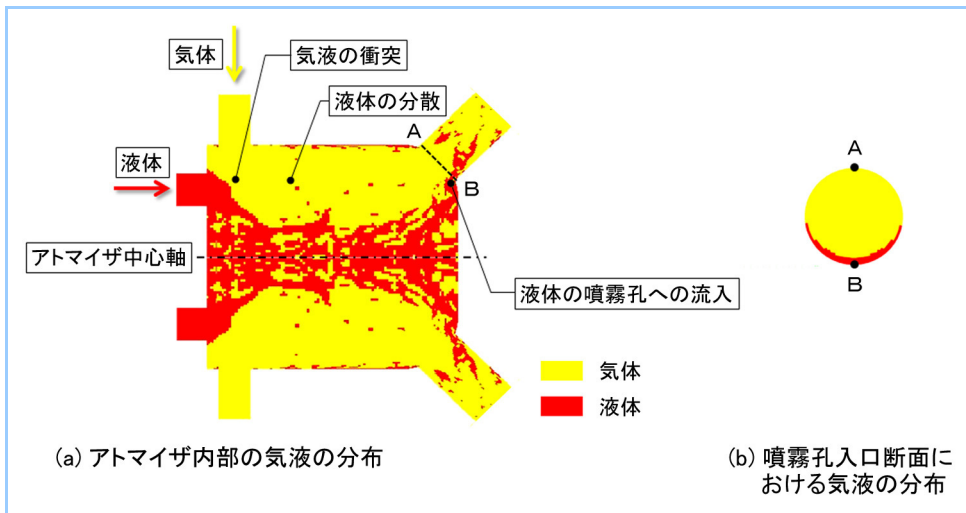 気体
気液の衝突
液体の分散
液体
A
B
アトマイザ中心軸
液体の噴霧孔への流入
気体
液体
(a) アトマイザ内部の気液の分布
A
B
(b) 噴霧孔入口断面に
おける気液の分布